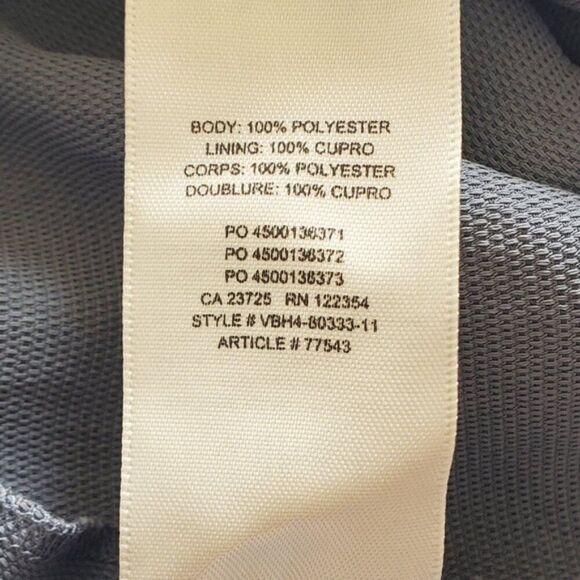 BODY: 100% POLYESTER
LINING: 100% CUPRO
CORPS: 100% POLYESTER
DOUBLURE: 100% CUPRO
PO 4500136371
PO 4500136372
PO 4500136373
CA 23725 RN 122354
STYLE # VBH4-80333-11
ARTICLE # 77543